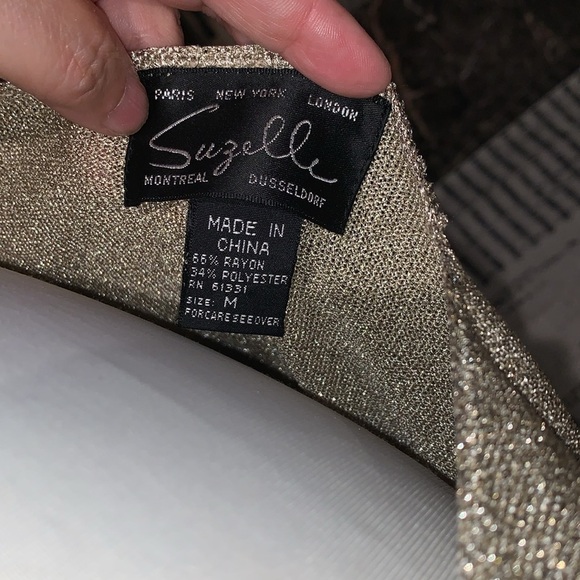 PARIS NEW YORK LONDON
Suzelle
MONTREAL DUSSELDORF
MADE IN
CHINA
66% RAYON
34% POLYESTER
RN 61331
SIZE: M
FOR CARE SEE OVER